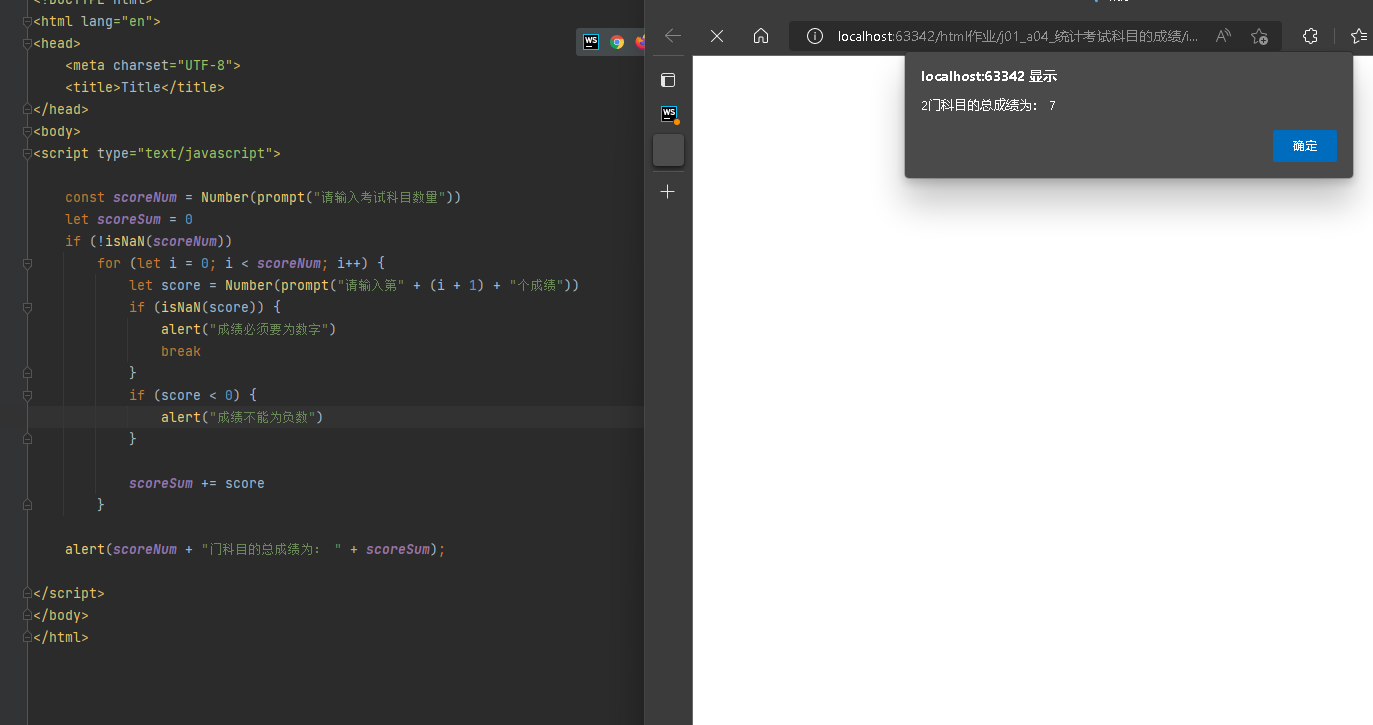 <!DOCTYPE html>
<html lang="en">
<head>
<meta charset="UTF-8">
<title>Title</title>
</head>
<body>
<script type="text/javascript">
const scoreNum = Number(prompt("请输入考试科目数量"))
let scoreSum = 0
if (!isNaN(scoreNum))
for (let i = 0; i < scoreNum; i++) {
let score = Number(prompt("请输入第" + (i + 1) + "个成绩"))
if (isNaN(score)) {
alert("成绩必须要为数字")
break
}
if (score < 0) {
alert("成绩不能为负数")
}
scoreSum += score
}
alert(scoreNum + "门科目的总成绩为： " + scoreSum);
</script>
</body>
</html>
WS
localhost:63342/html作业/j01_a04_统计考试科目的成绩/i...
WS
localhost:63342 显示
2门科目的总成绩为： 7
确定